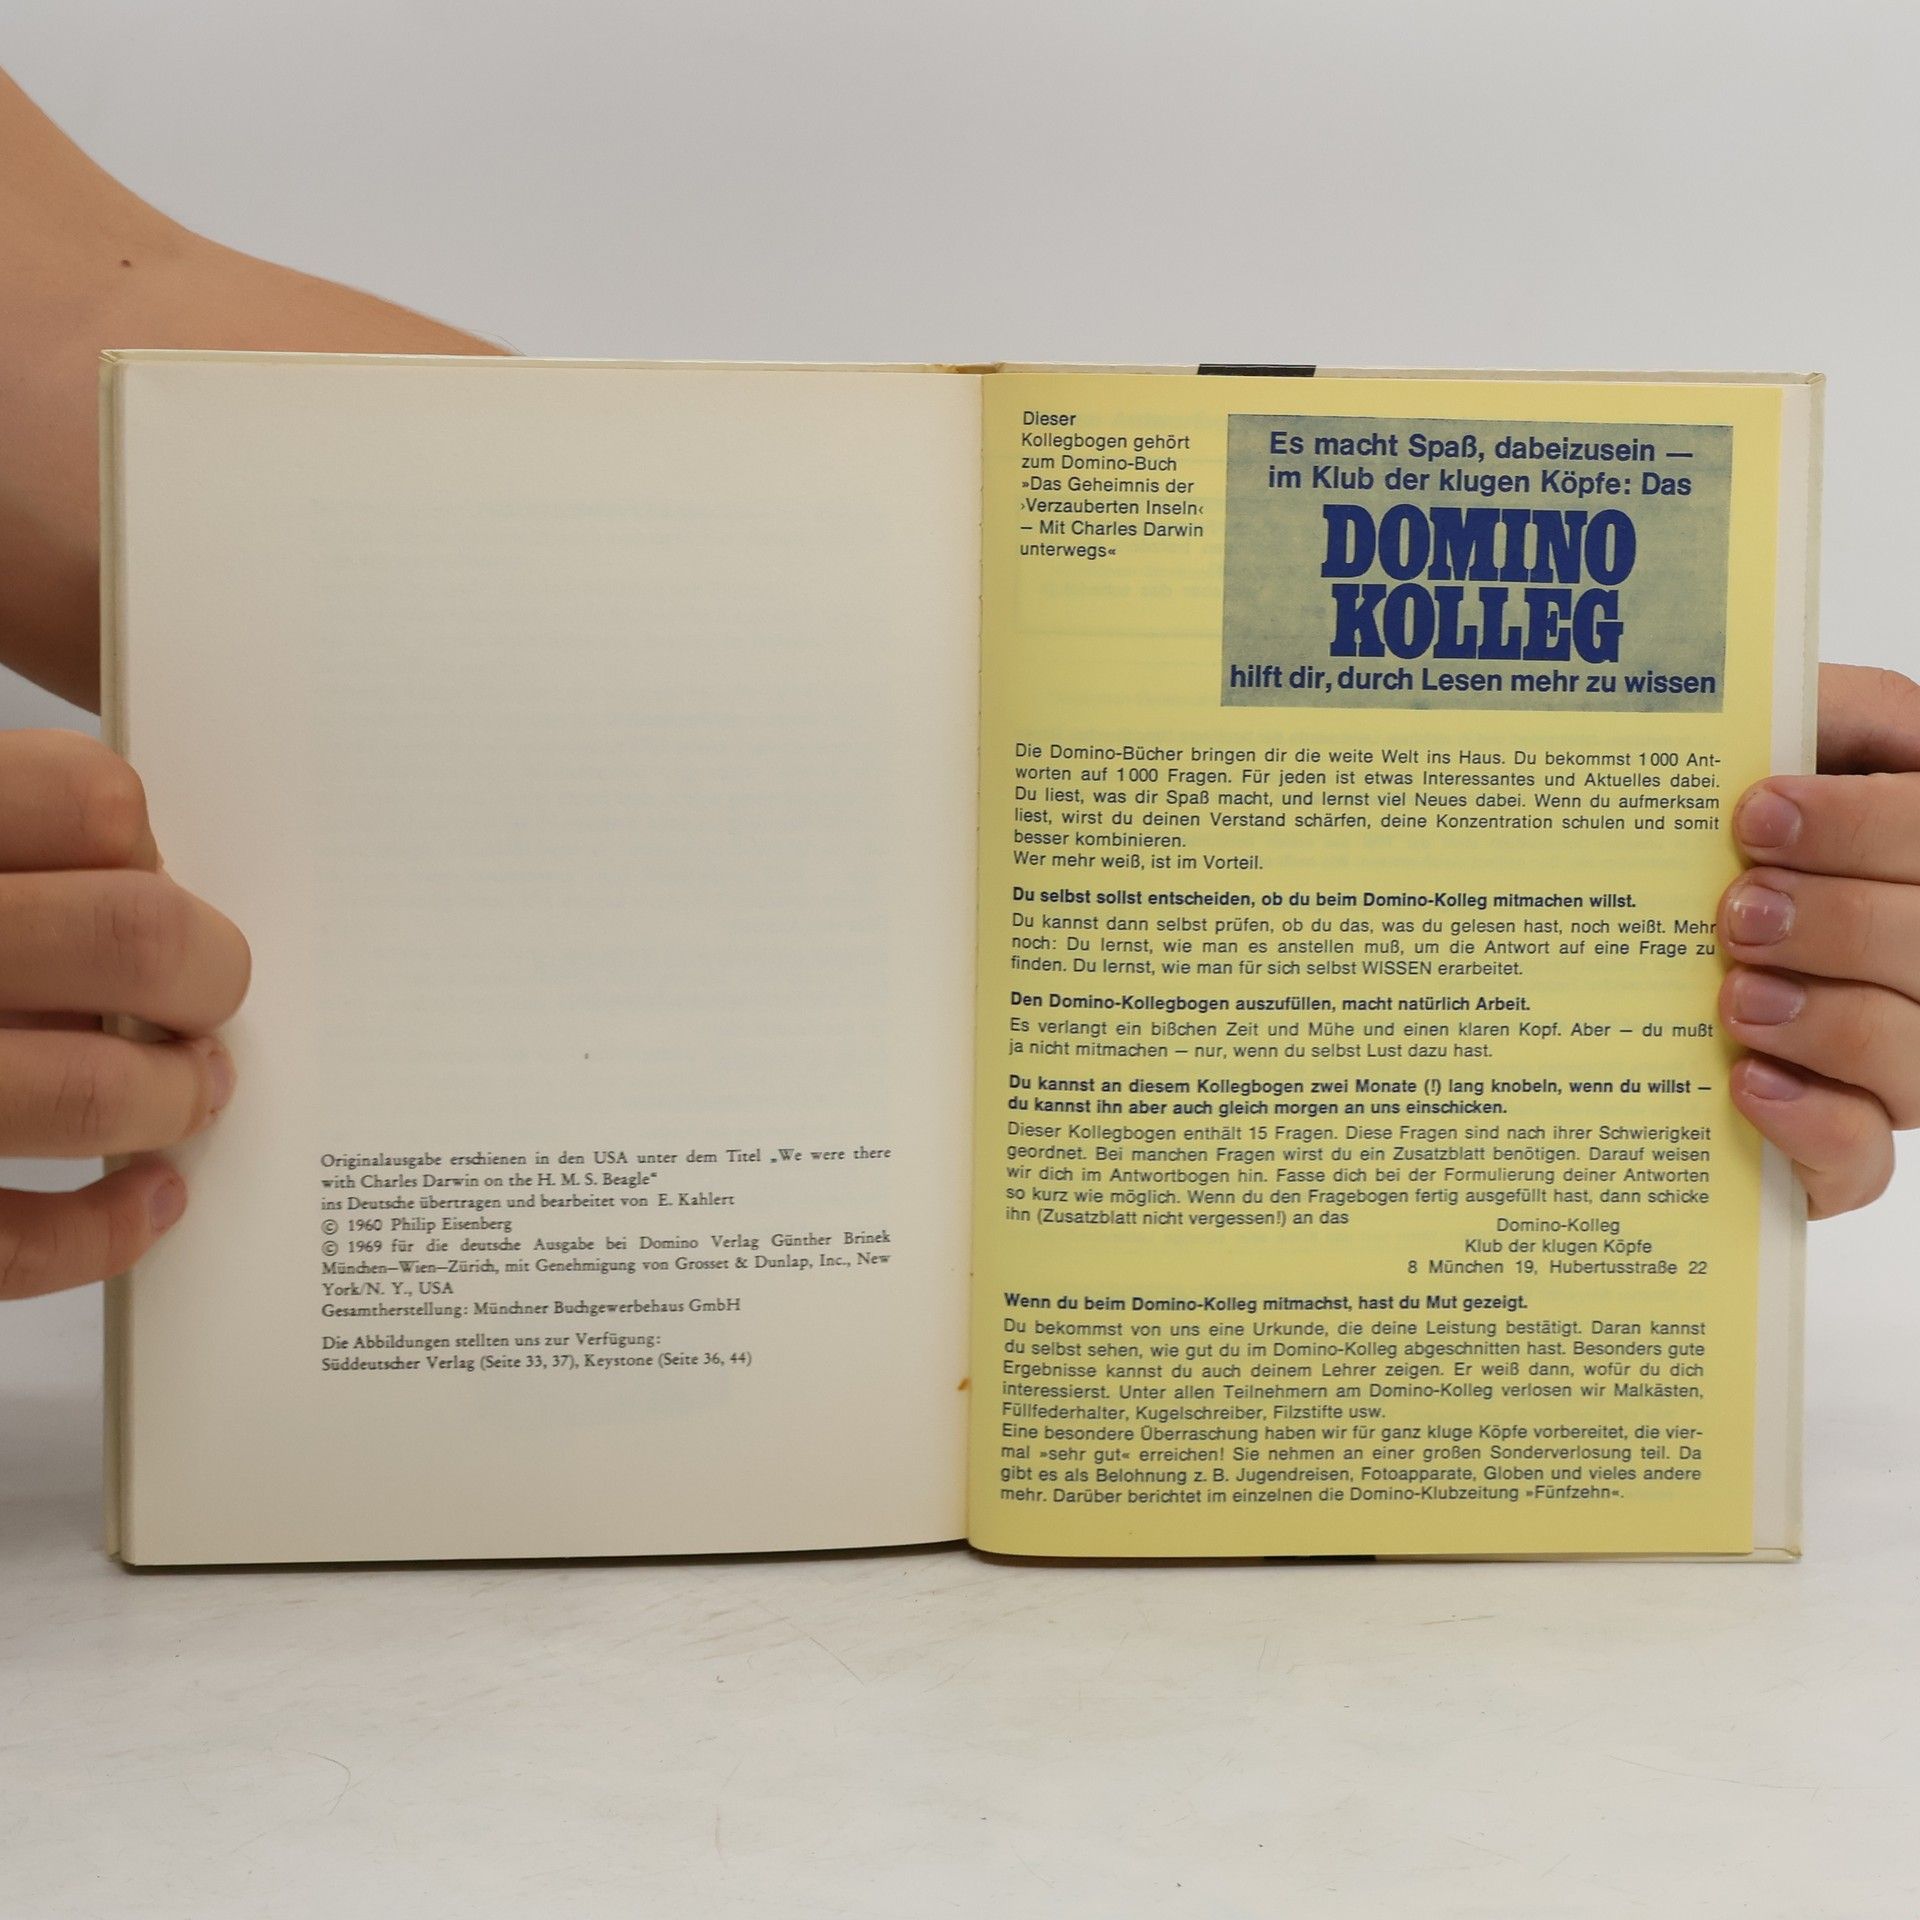 Originalausgabe erschienen in den USA unter dem Titel „We were there
with Charles Darwin on the H. M. S. Beagle“
ins Deutsche übertragen und bearbeitet von E. Kahlert
© 1960 Philip Eisenberg
© 1969 für die deutsche Ausgabe bei Domino Verlag Günther Brinek
München—Wien—Zürich, mit Genehmigung von Grosset & Dunlap, Inc., New
York/N. Y., USA
Gesamtherstellung: Münchner Buchgewerbehaus GmbH
Die Abbildungen stellten uns zur Verfügung:
Süddeutscher Verlag (Seite 33, 37), Keystone (Seite 36, 44)
Dieser
Kollegbogen gehört
zum Domino-Buch
»Das Geheimnis der
›Verzauberten Inseln‹
— Mit Charles Darwin
unterwegs«
Es macht Spaß, dabeizusein —
im Klub der klugen Köpfe: Das
DOMINO
KOLLEG
hilft dir, durch Lesen mehr zu wissen
Die Domino-Bücher bringen dir die weite Welt ins Haus. Du bekommst 1000 Ant-
worten auf 1000 Fragen. Für jeden ist etwas Interessantes und Aktuelles dabei.
Du liest, was dir Spaß macht, und lernst viel Neues dabei. Wenn du aufmerksam
liest, wirst du deinen Verstand schärfen, deine Konzentration schulen und somit
besser kombinieren.
Wer mehr weiß, ist im Vorteil.
Du selbst sollst entscheiden, ob du beim Domino-Kolleg mitmachen willst.
Du kannst dann selbst prüfen, ob du das, was du gelesen hast, noch weißt. Mehr
noch: Du lernst, wie man es anstellen muß, um die Antwort auf eine Frage zu
finden. Du lernst, wie man für sich selbst WISSEN erarbeitet.
Den Domino-Kollegbogen auszufüllen, macht natürlich Arbeit.
Es verlangt ein bißchen Zeit und Mühe und einen klaren Kopf. Aber — du mußt
ja nicht mitmachen — nur, wenn du selbst Lust dazu hast.
Du kannst an diesem Kollegbogen zwei Monate (!) lang knobeln, wenn du willst —
du kannst ihn aber auch gleich morgen an uns einschicken.
Dieser Kollegbogen enthält 15 Fragen. Diese Fragen sind nach ihrer Schwierigkeit
geordnet. Bei manchen Fragen wirst du ein Zusatzblatt benötigen. Darauf weisen
wir dich im Antwortbogen hin. Fasse dich bei der Formulierung deiner Antworten
so kurz wie möglich. Wenn du den Fragebogen fertig ausgefüllt hast, dann schicke
ihn (Zusatzblatt nicht vergessen!) an das
Domino-Kolleg
Klub der klugen Köpfe
8 München 19, Hubertusstraße 22
Wenn du beim Domino-Kolleg mitmachst, hast du Mut gezeigt.
Du bekommst von uns eine Urkunde, die deine Leistung bestätigt. Daran kannst
du selbst sehen, wie gut du im Domino-Kolleg abgeschnitten hast. Besonders gute
Ergebnisse kannst du auch deinem Lehrer zeigen. Er weiß dann, wofür du dich
interessierst. Unter allen Teilnehmern am Domino-Kolleg verlosen wir Malkästen,
Füllfederhalter, Kugelschreiber, Filzstifte usw.
Eine besondere Überraschung haben wir für ganz kluge Köpfe vorbereitet, die vier-
mal »sehr gut« erreichen! Sie nehmen an einer großen Sonderverlosung teil. Da
gibt es als Belohnung z. B. Jugendreisen, Fotoapparate, Globen und vieles andere
mehr. Darüber berichtet im einzelnen die Domino-Klubzeitung »Fünfzehn«.